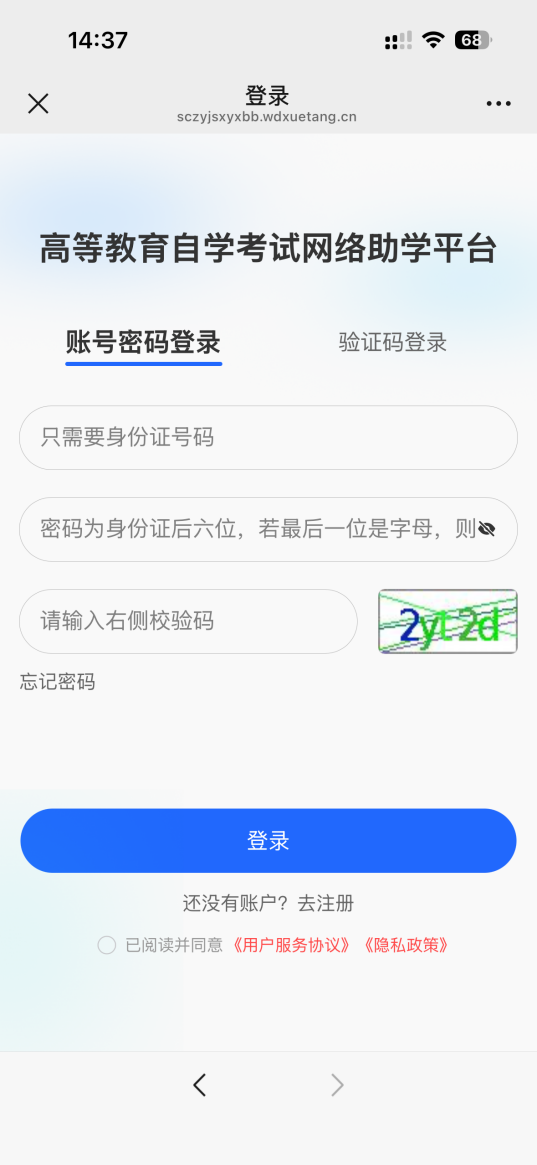 14:37
68
登录
sczyjsxyxbb.wdxuetang.cn
高等教育自学考试网络助学平台
账号密码登录 验证码登录
只需要身份证号码
密码为身份证后六位，若最后一位是字母，则
请输入右侧校验码 2yt2d
忘记密码
登录
还没有账户？去注册
已阅读并同意《用户服务协议》《隐私政策》